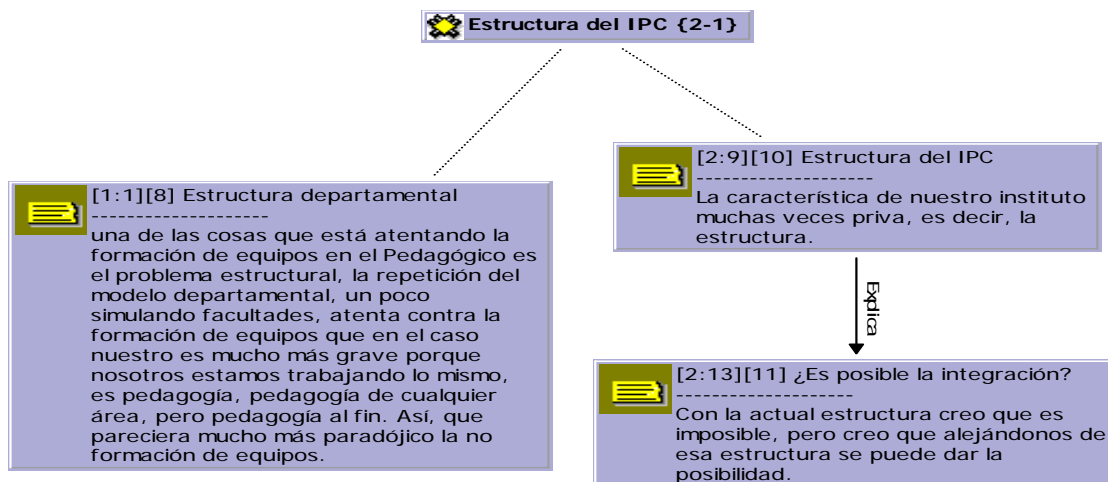 Estructura del IPC {2-1}
[1:1][8] Estructura departamental
-------------------
una de las cosas que está atentando la
formación de equipos en el Pedagógico es
el problema estructural, la repetición del
modelo departamental, un poco
simulando facultades, atenta contra la
formación de equipos que en el caso
nuestro es mucho más grave porque
nosotros estamos trabajando lo mismo,
es pedagogía, pedagogía de cualquier
área, pero pedagogía al fin. Así, que
pareciera mucho más paradójico la no
formación de equipos.
[2:9][10] Estructura del IPC
-------------------
La característica de nuestro instituto
muchas veces priva, es decir, la
estructura.
Explica
[2:13][11] ¿Es posible la integración?
-------------------
Con la actual estructura creo que es
imposible, pero creo que alejándonos de
esa estructura se puede dar la
posibilidad.